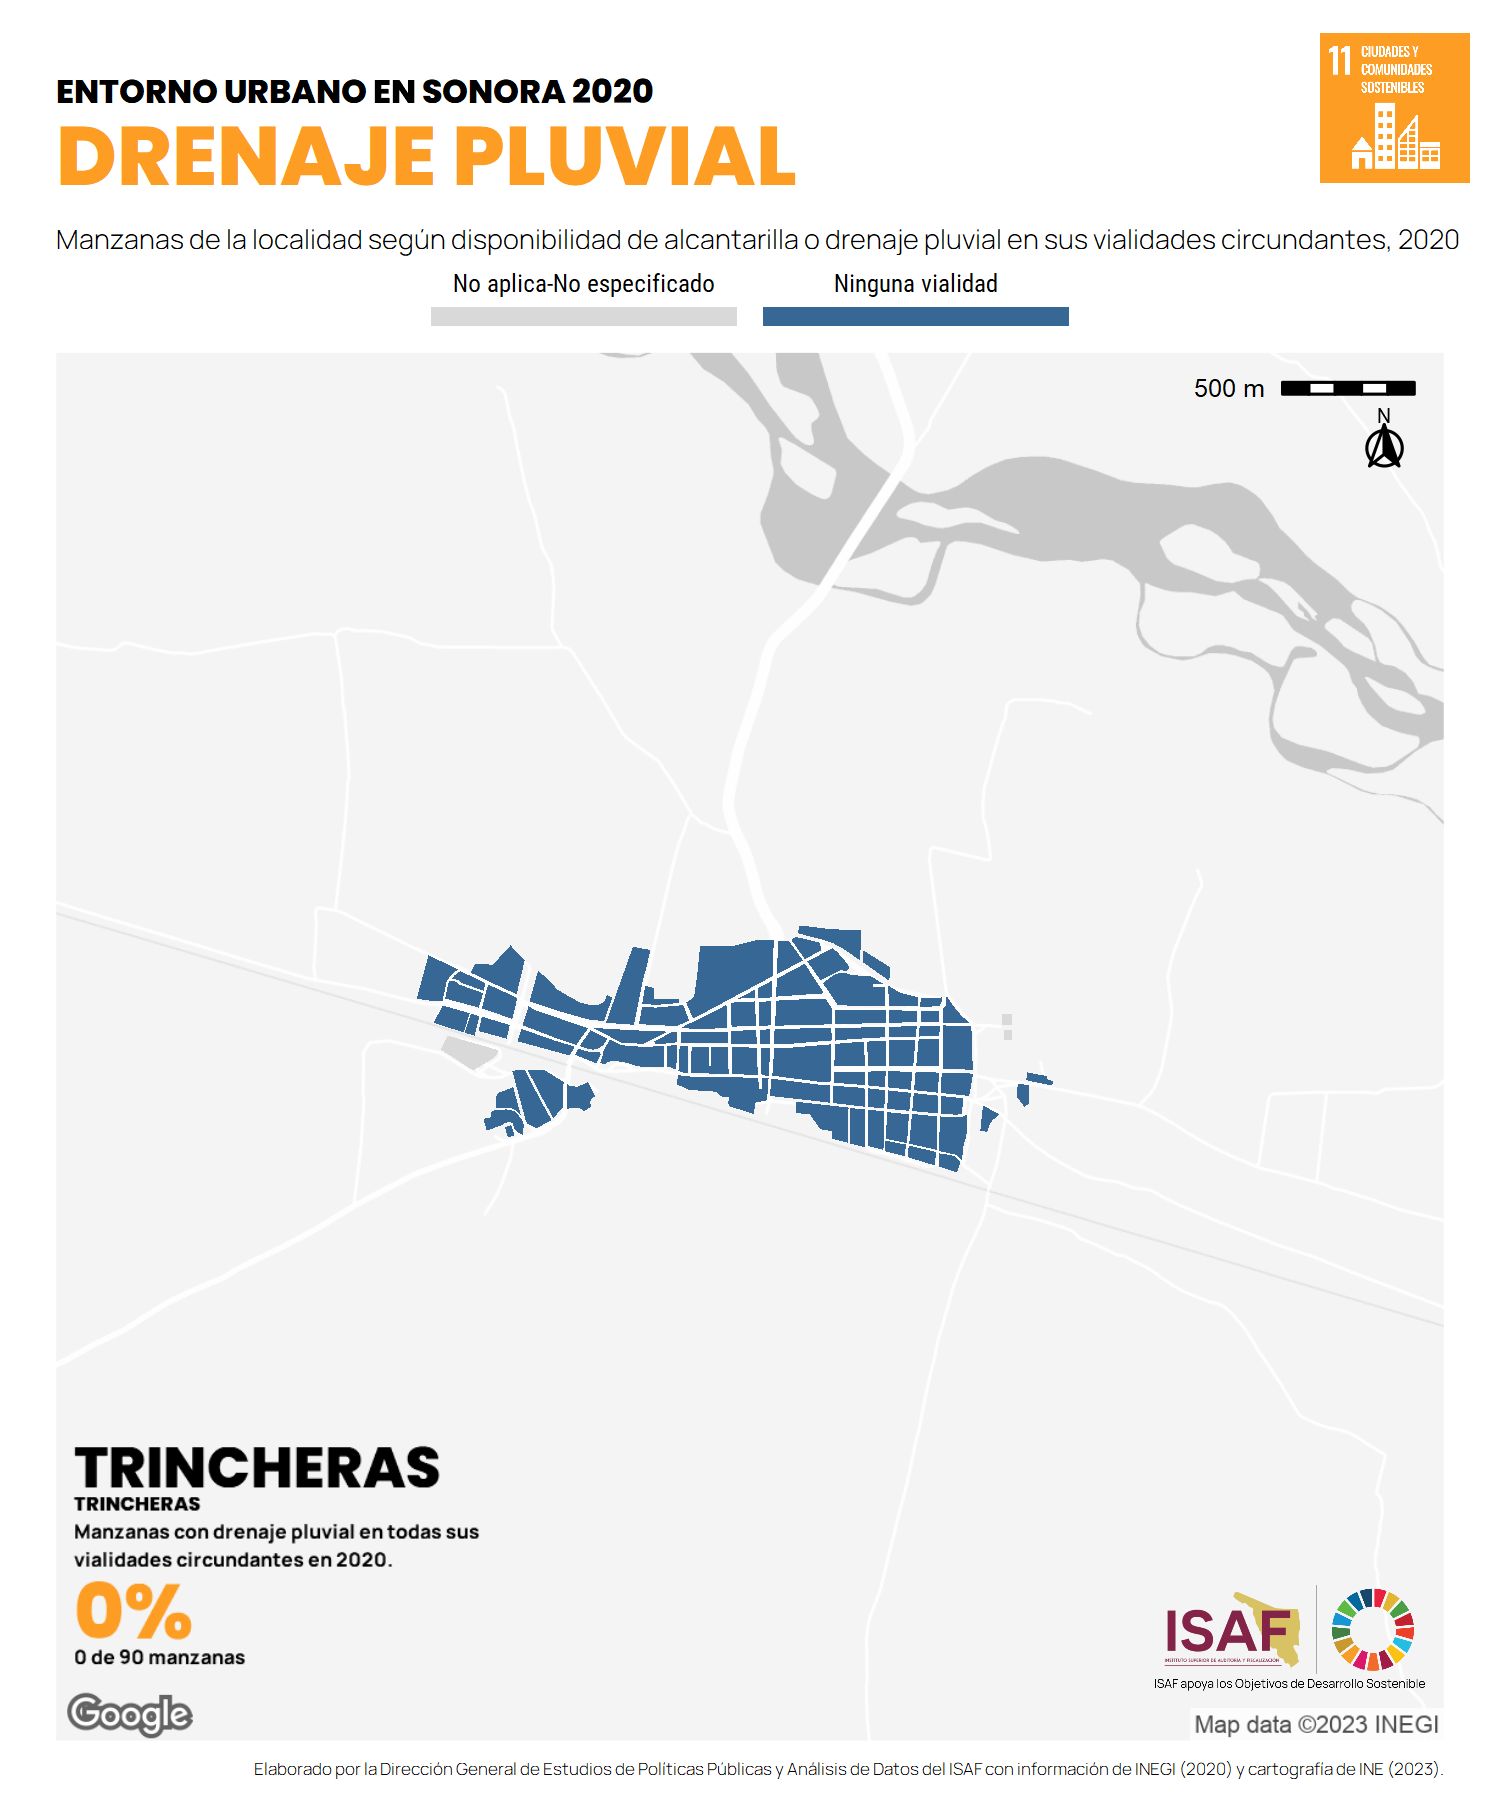 ENTORNO URBANO EN SONORA 2020
DRENAJE PLUVIAL
11 CIUDADES Y
COMUNIDADES
SOSTENIBLES
Manzanas de la localidad según disponibilidad de alcantarilla o drenaje pluvial en sus vialidades circundantes, 2020
No aplica-No especificado
Ninguna vialidad
500 m
N
TRINCHERAS
TRINCHERAS
Manzanas con drenaje pluvial en todas sus
vialidades circundantes en 2020.
0%
0 de 90 manzanas
ISAF
INSTITUTO SUPERIOR DE AUDITORÍA Y FISCALIZACIÓN
ISAF apoya los Objetivos de Desarrollo Sostenible
Google
Map data ©2023 INEGI
Elaborado por la Dirección General de Estudios de Políticas Públicas y Análisis de Datos del ISAF con información de INEGI (2020) y cartografía de INE (2023).